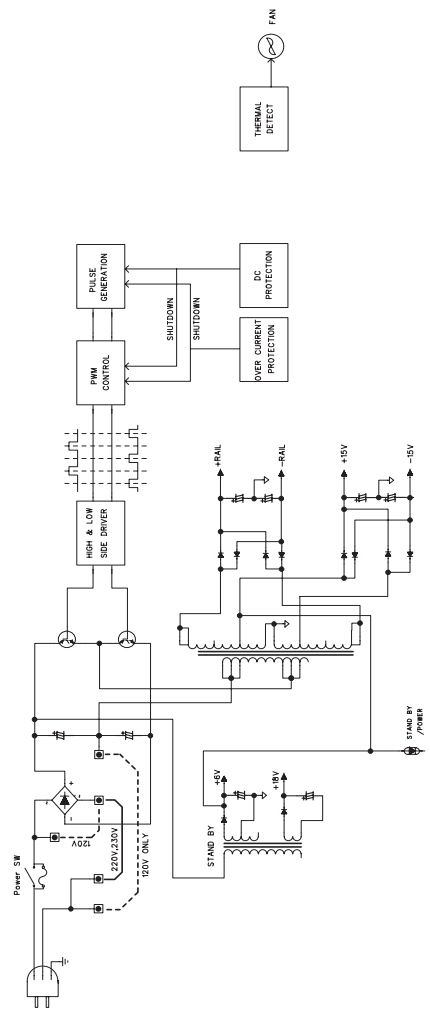 Power SW
120V
220V,230V
120V ONLY
HIGH & LOW
SIDE DRIVER
PWM
CONTROL
PULSE
GENERATION
SHUTDOWN
SHUTDOWN
OVER CURRENT
PROTECTION
DC
PROTECTION
THERMAL
DETECT
FAN
STAND BY
+6V
+18V
+RAIL
-RAIL
+15V
-15V
STAND BY
/POWER